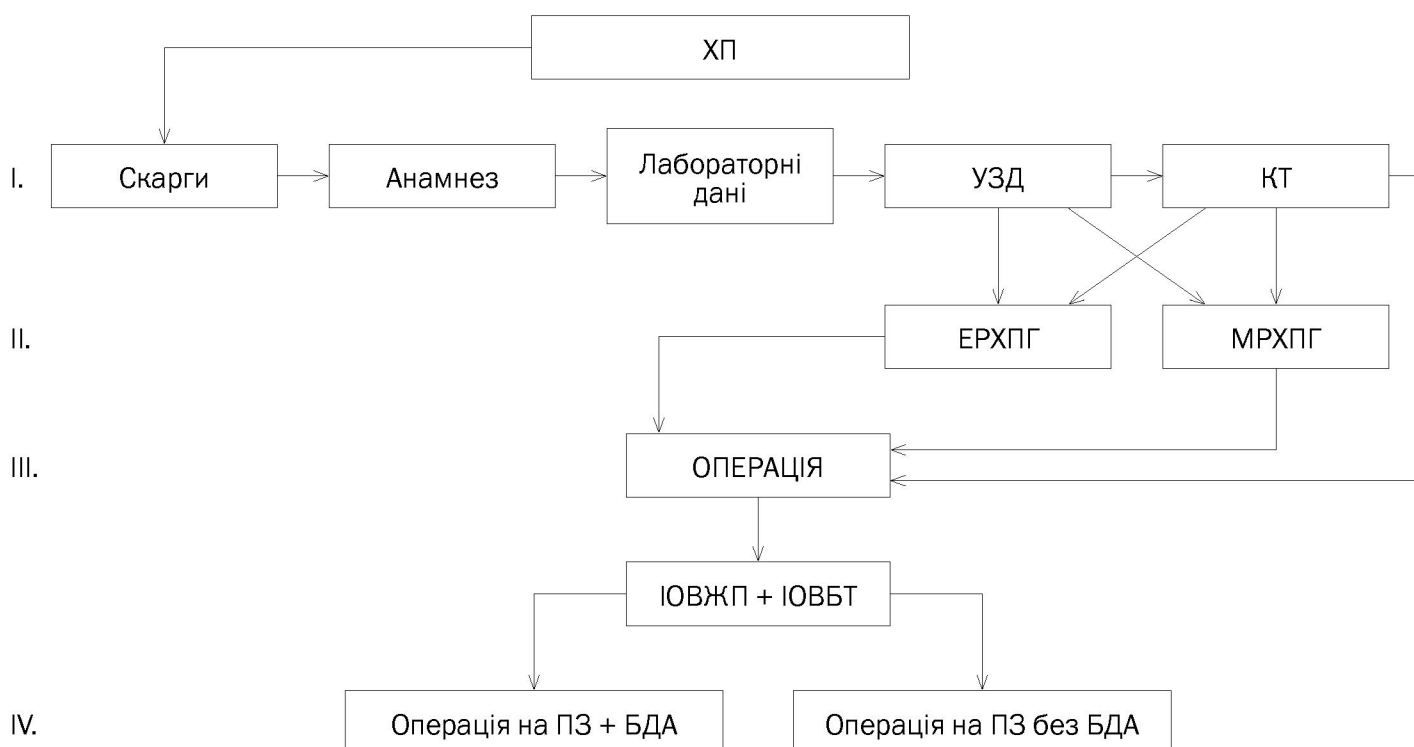 ХП
I.
Скарги
Анамнез
Лабораторні
дані
УЗД
КТ
II.
ЕРХПГ
МРХПГ
III.
ОПЕРАЦІЯ
ІОВЖП + ІОВБТ
IV.
Операція на ПЗ + БДА
Операція на ПЗ без БДА